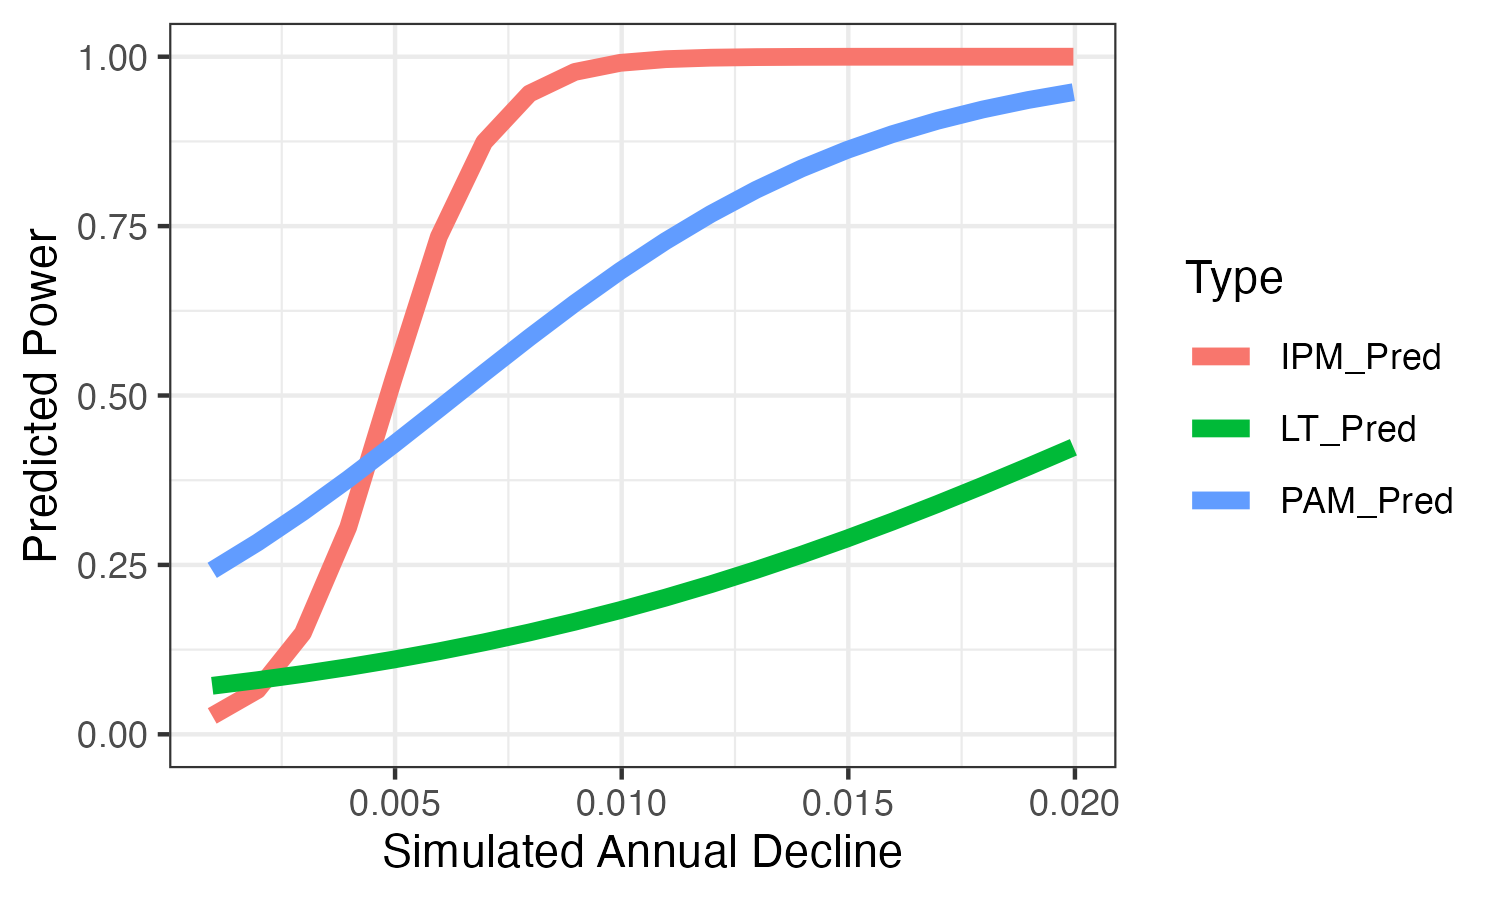 1.00
0.75
0.50
0.25
0.00
Predicted Power
0.005 0.010 0.015 0.020
Simulated Annual Decline
Type
IPM_Pred
LT_Pred
PAM_Pred